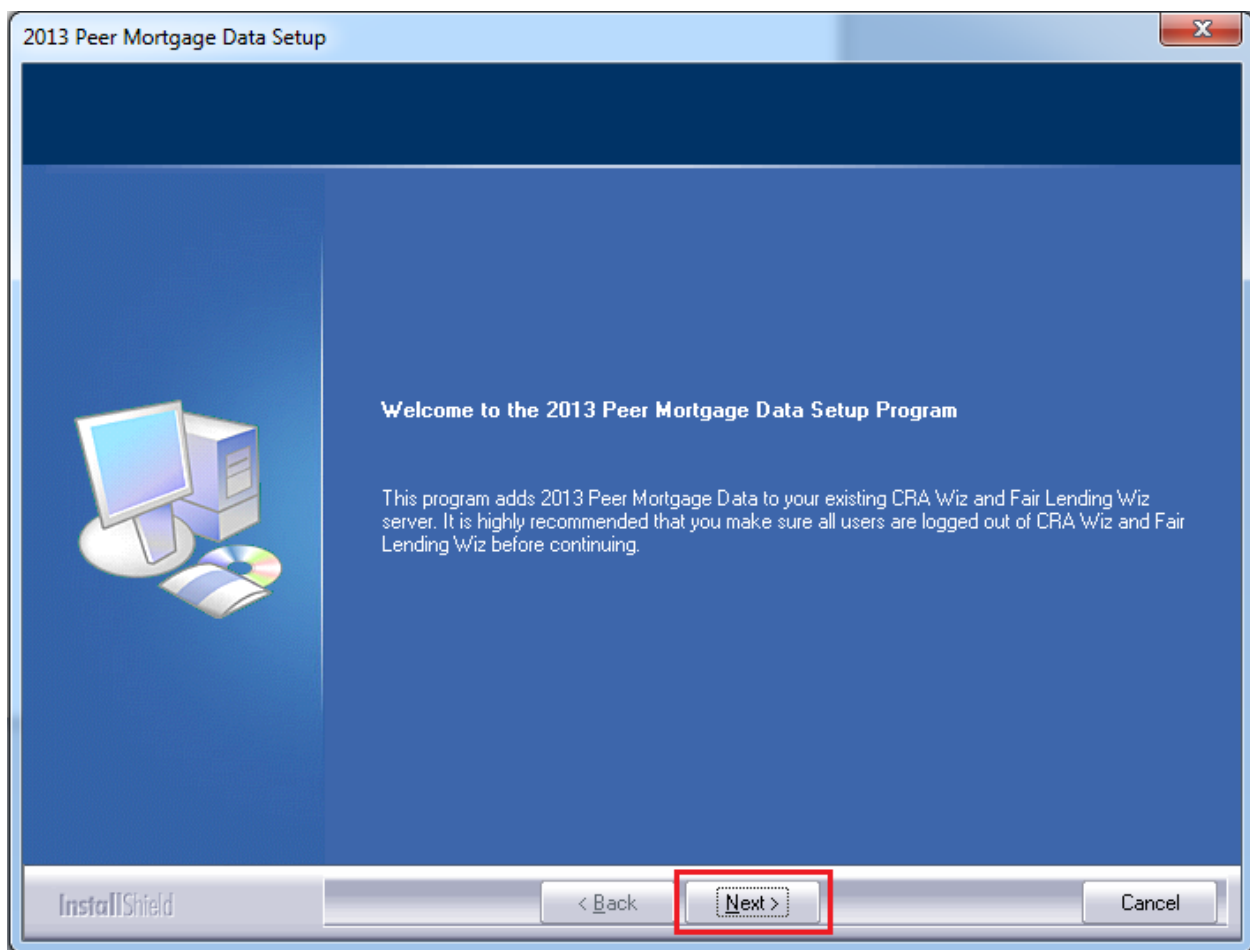 2013 Peer Mortgage Data Setup
Welcome to the 2013 Peer Mortgage Data Setup Program
This program adds 2013 Peer Mortgage Data to your existing CRA Wiz and Fair Lending Wiz
server. It is highly recommended that you make sure all users are logged out of CRA Wiz and Fair
Lending Wiz before continuing.
InstallShield
< Back
Next >
Cancel